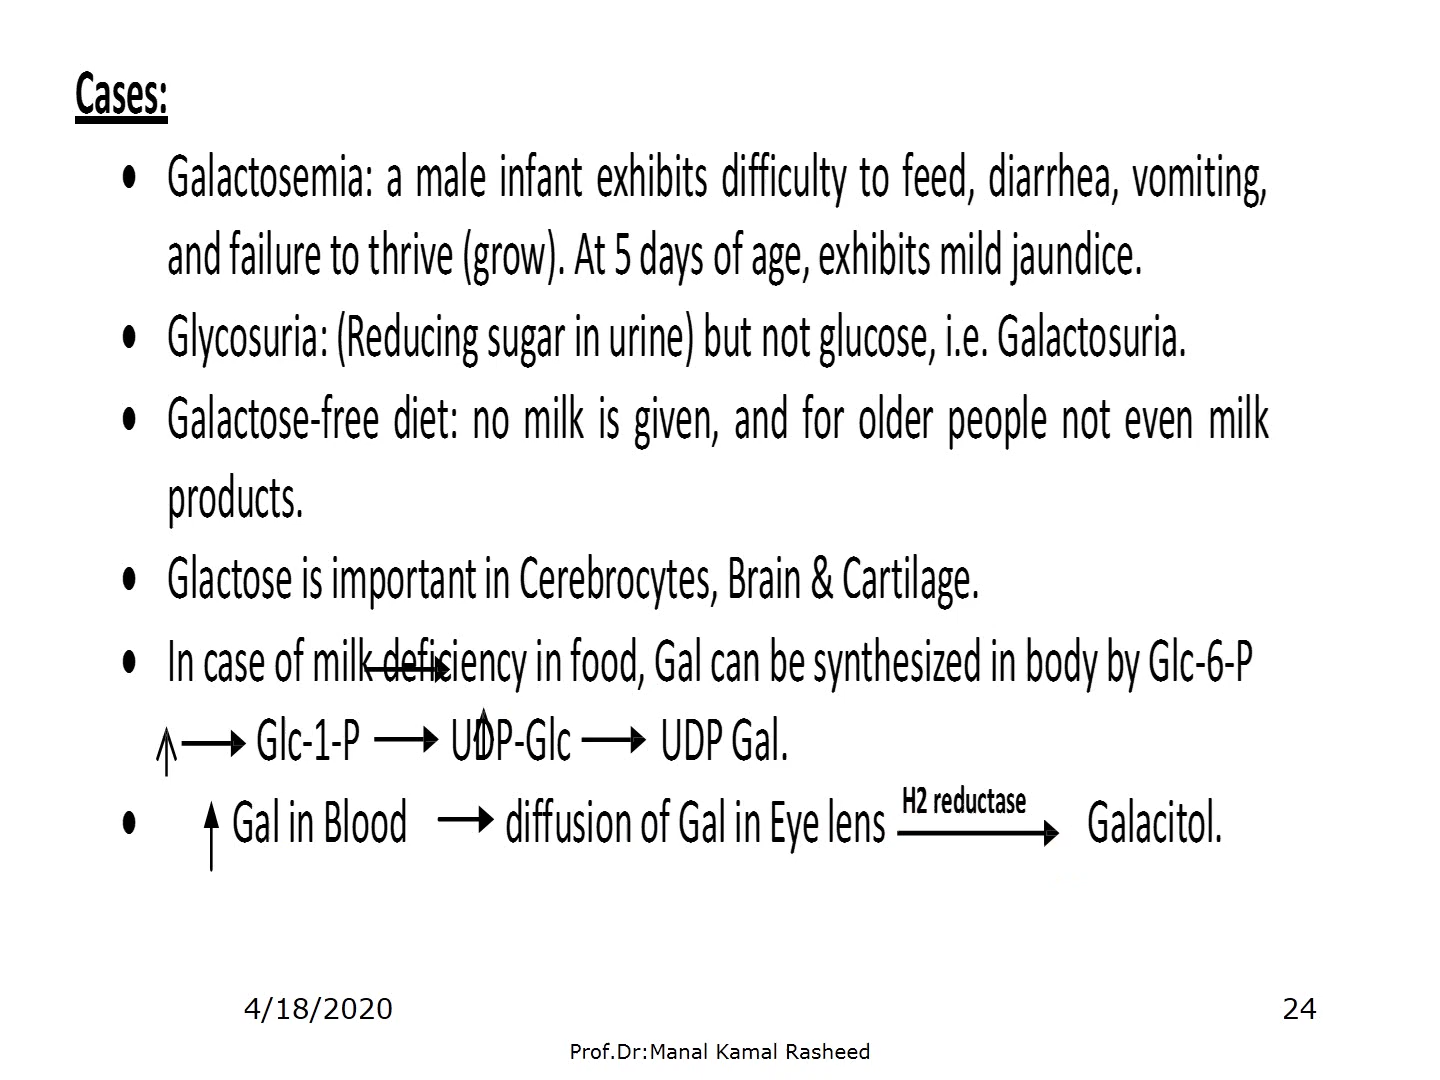 Cases:
• Galactosemia: a male infant exhibits difficulty to feed, diarrhea, vomiting,
and failure to thrive (grow). At 5 days of age, exhibits mild jaundice.
• Glycosuria: (Reducing sugar in urine) but not glucose, i.e. Galactosuria.
• Galactose-free diet: no milk is given, and for older people not even milk
products.
• Glactose is important in Cerebrocytes, Brain & Cartilage.
• In case of milk deficiency in food, Gal can be synthesized in body by Glc-6-P
↑ → Glc-1-P → UDP-Glc → UDP Gal.
• ↑ Gal in Blood → diffusion of Gal in Eye lens H2 reductase → Galacitol.
4/18/2020 24
Prof.Dr:Manal Kamal Rasheed